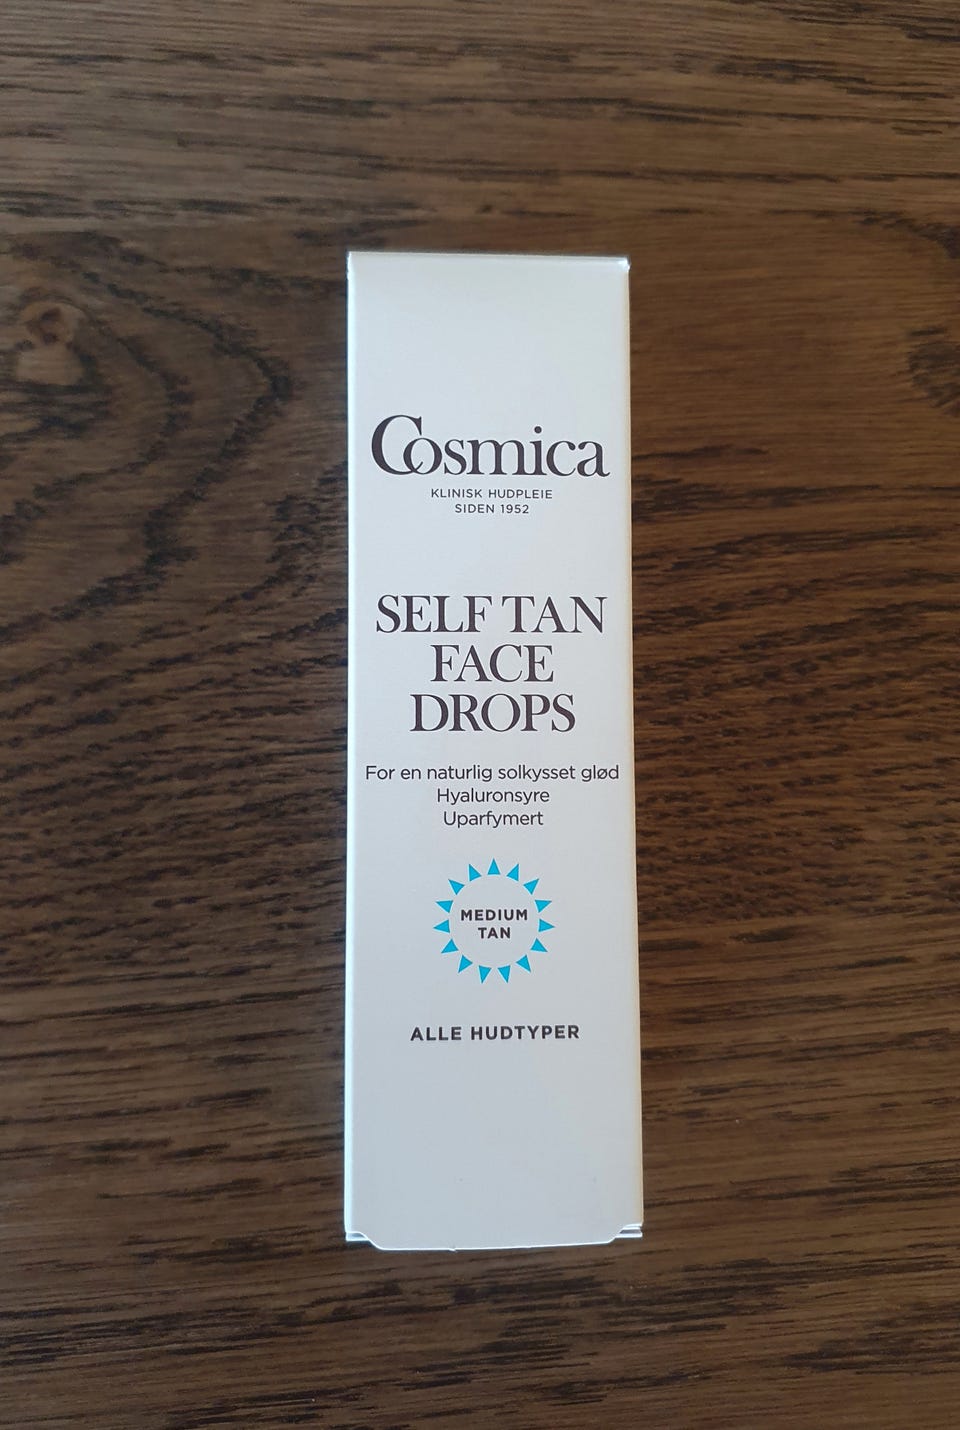 Cosmica
KLINISK HUDPLEIE
SIDEN 1952
SELF TAN
FACE
DROPS
For en naturlig solkysset glød
Hyaluronsyre
Uparfymert
MEDIUM
TAN
ALLE HUDTYPER